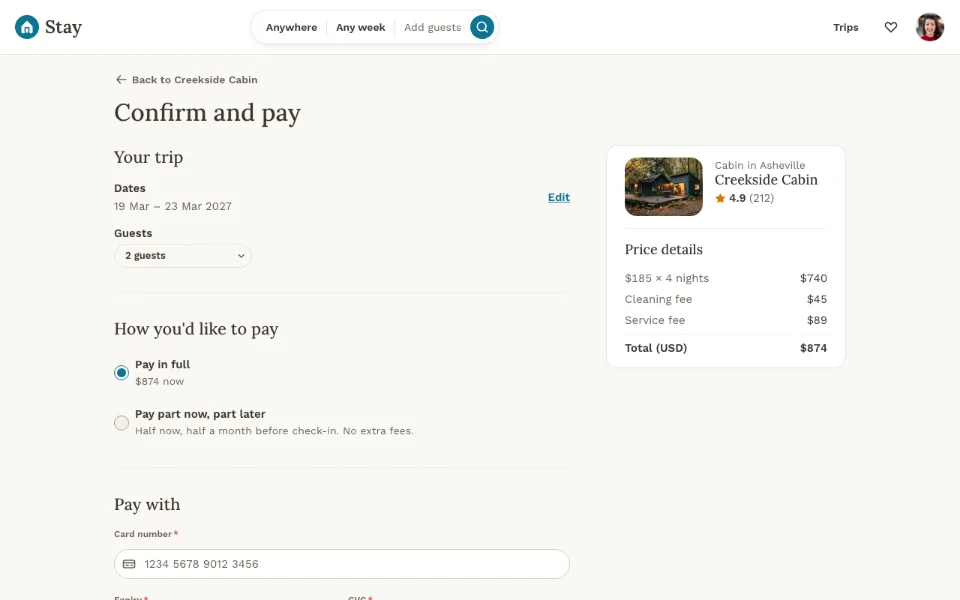 Stay
Anywhere
Any week
Add guests
Trips
Back to Creekside Cabin
Confirm and pay
Your trip
Dates
19 Mar – 23 Mar 2027
Edit
Guests
2 guests
How you'd like to pay
Pay in full
$874 now
Pay part now, part later
Half now, half a month before check-in. No extra fees.
Pay with
Card number*
1234 5678 9012 3456
Expiry*
CVC*
Cabin in Asheville
Creekside Cabin
4.9 (212)
Price details
$185 × 4 nights $740
Cleaning fee $45
Service fee $89
Total (USD) $874